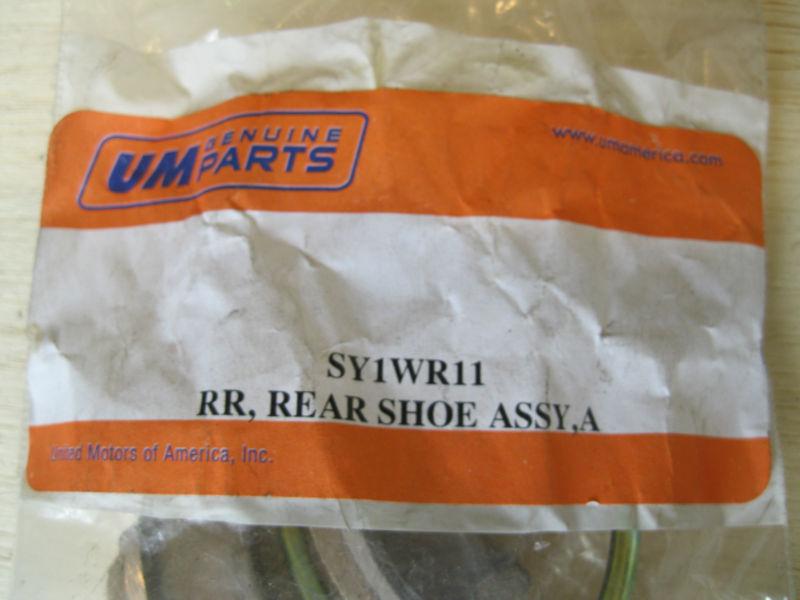 UM GENUINE PARTS
www.umamerica.com
SY1WR11
RR, REAR SHOE ASSY,A
United Motors of America, Inc.